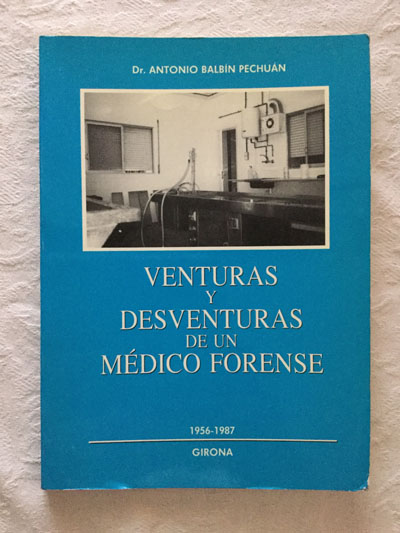 Dr. ANTONIO BALBÍN PECHUÁN
VENTURAS
Y
DESVENTURAS
DE UN
MÉDICO FORENSE
1956-1987
GIRONA